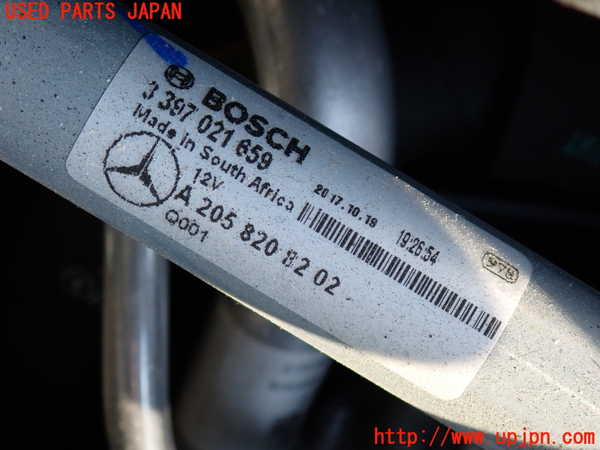 USED PARTS JAPAN
BOSCH
3 397 021 659
Made in South Africa
12V
2017.10.19 19:26:54
A 205 820 82 02
Q001
http://www.upjpn.com/